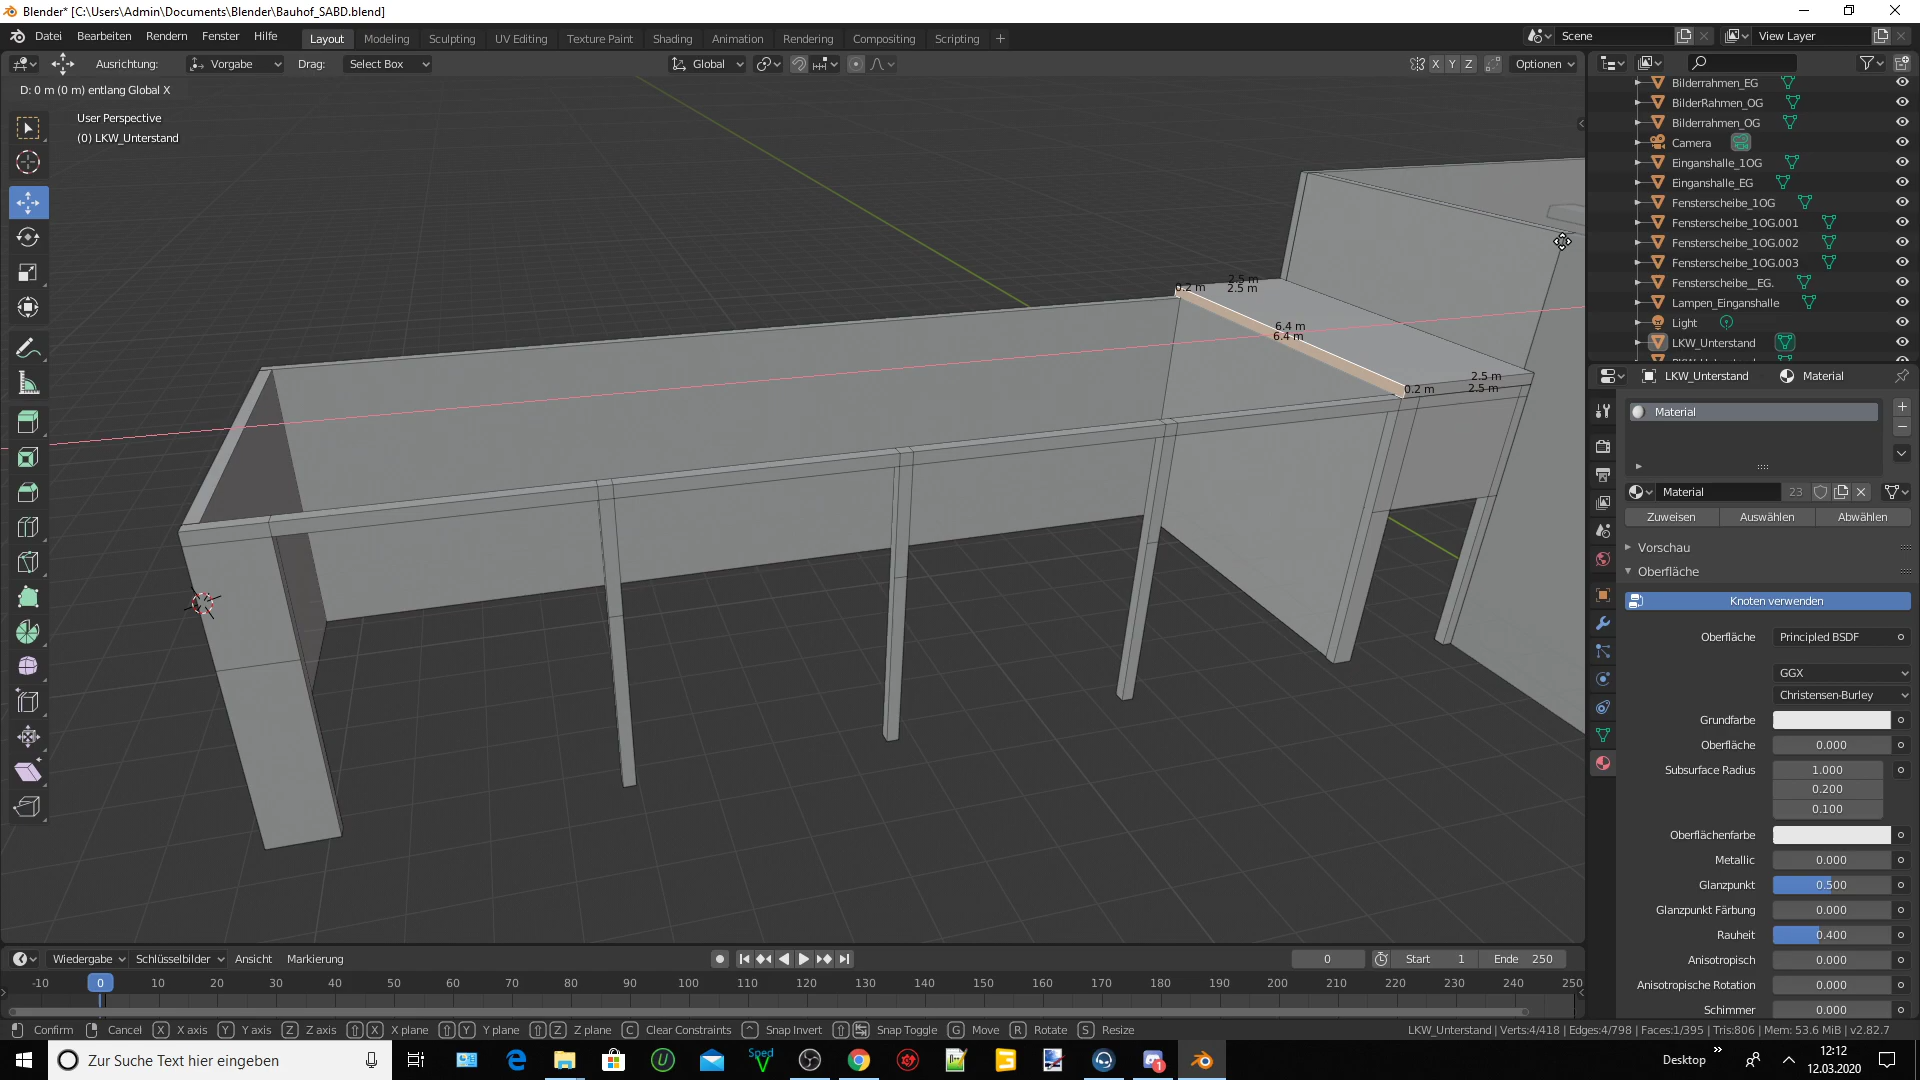 Blender* [C:\Users\Admin\Documents\Blender\Bauhof_SABD.blend]
Datei Bearbeiten Rendern Fenster Hilfe Layout Modeling Sculpting UV Editing Texture Paint Shading Animation Rendering Compositing Scripting + Scene View Layer
Ausrichtung: Vorgabe Drag: Select Box Global X Y Z Optionen
D: 0 m (0 m) entlang Global X
User Perspective
(0) LKW_Unterstand
0.2 m
2.5 m
2.5 m
6.4 m
6.4 m
2.5 m
2.5 m
0.2 m
Bilderrahmen_EG
BilderRahmen_OG
Bilderrahmen_OG
Camera
Einganshalle_1OG
Einganshalle_EG
Fensterscheibe_1OG
Fensterscheibe_1OG.001
Fensterscheibe_1OG.002
Fensterscheibe_1OG.003
Fensterscheibe__EG.
Lampen_Einganshalle
Light
LKW_Unterstand
LKW_Unterstand Material
Material
Material 23
Zuweisen Auswählen Abwählen
Vorschau
Oberfläche
Knoten verwenden
Oberfläche Principled BSDF
GGX
Christensen-Burley
Grundfarbe
Oberfläche 0.000
Subsurface Radius 1.000
0.200
0.100
Oberflächenfarbe
Metallic 0.000
Glanzpunkt 0.500
Glanzpunkt Färbung 0.000
Rauheit 0.400
Anisotropisch 0.000
Anisotropische Rotation 0.000
Schimmer 0.000
Wiedergabe Schlüsselbilder Ansicht Markierung 0 Start 1 Ende 250
-10 0 10 20 30 40 50 60 70 80 90 100 110 120 130 140 150 160 170 180 190 200 210 220 230 240 250
Confirm Cancel X X axis Y Y axis Z Z axis X X plane Y Y plane Z Z plane C Clear Constraints ^ Snap Invert Snap Toggle G Move R Rotate S Resize LKW_Unterstand | Verts:4/418 | Edges:4/798 | Faces:1/395 | Tris:806 | Mem: 53.6 MiB | v2.82.7
Zur Suche Text hier eingeben Sped V 1 Desktop » 12:12
12.03.2020